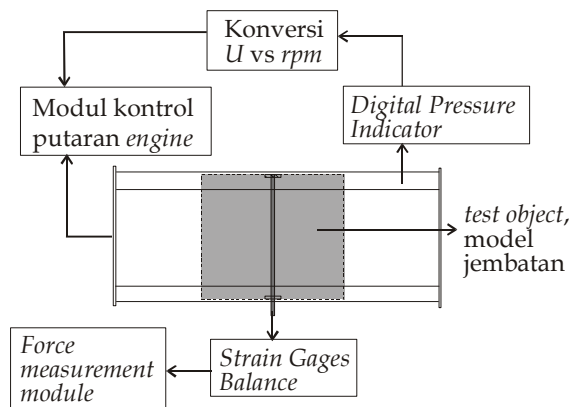 Konversi
U vs rpm
Modul kontrol
putaran engine
Digital Pressure
Indicator
test object,
model
jembatan
Strain Gages
Balance
Force
measurement
module